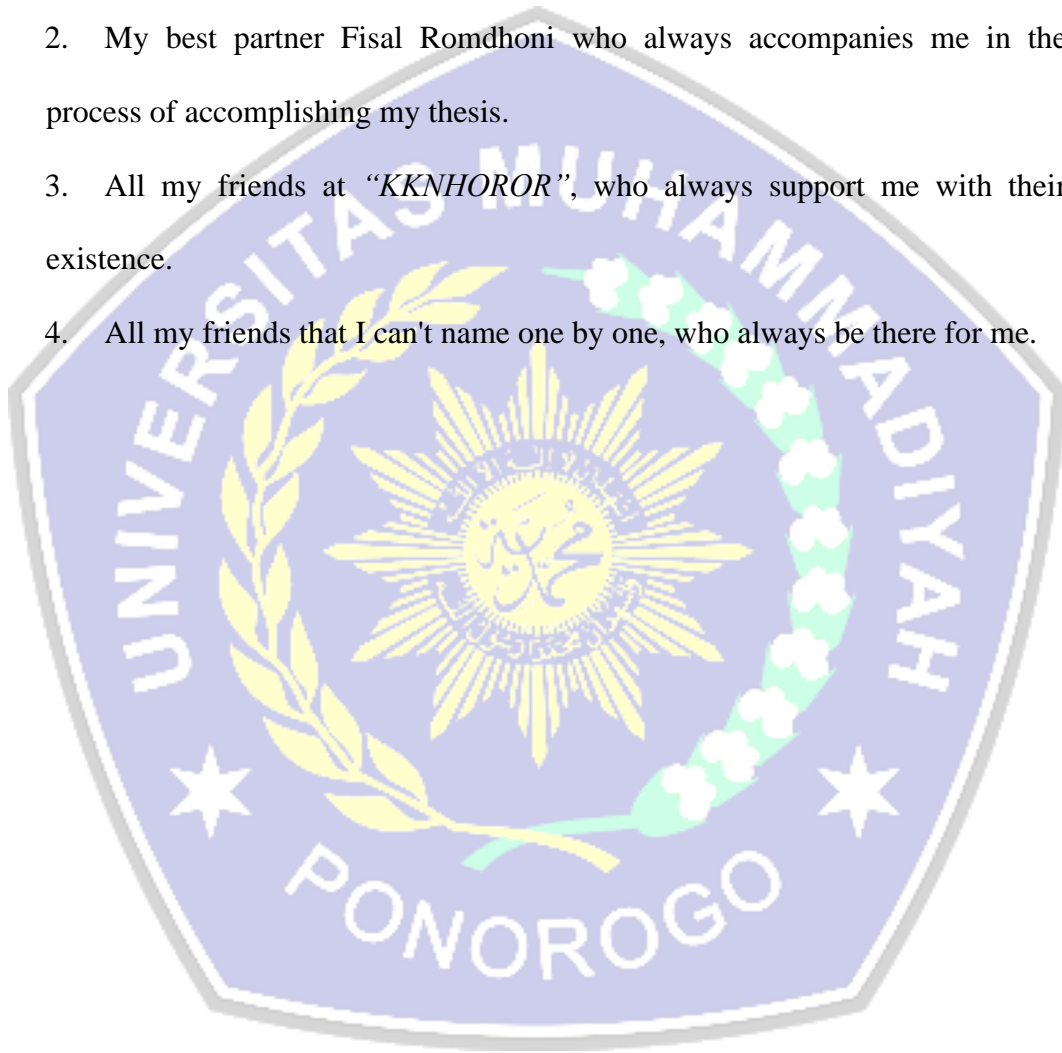 2. My best partner Fisal Romdhoni who always accompanies me in the
process of accomplishing my thesis.
3. All my friends at “KKNHOROR”, who always support me with their
existence.
4. All my friends that I can't name one by one, who always be there for me.
UNIVERSITAS MUHAMMADIYAH
محمدية
PONOROGO